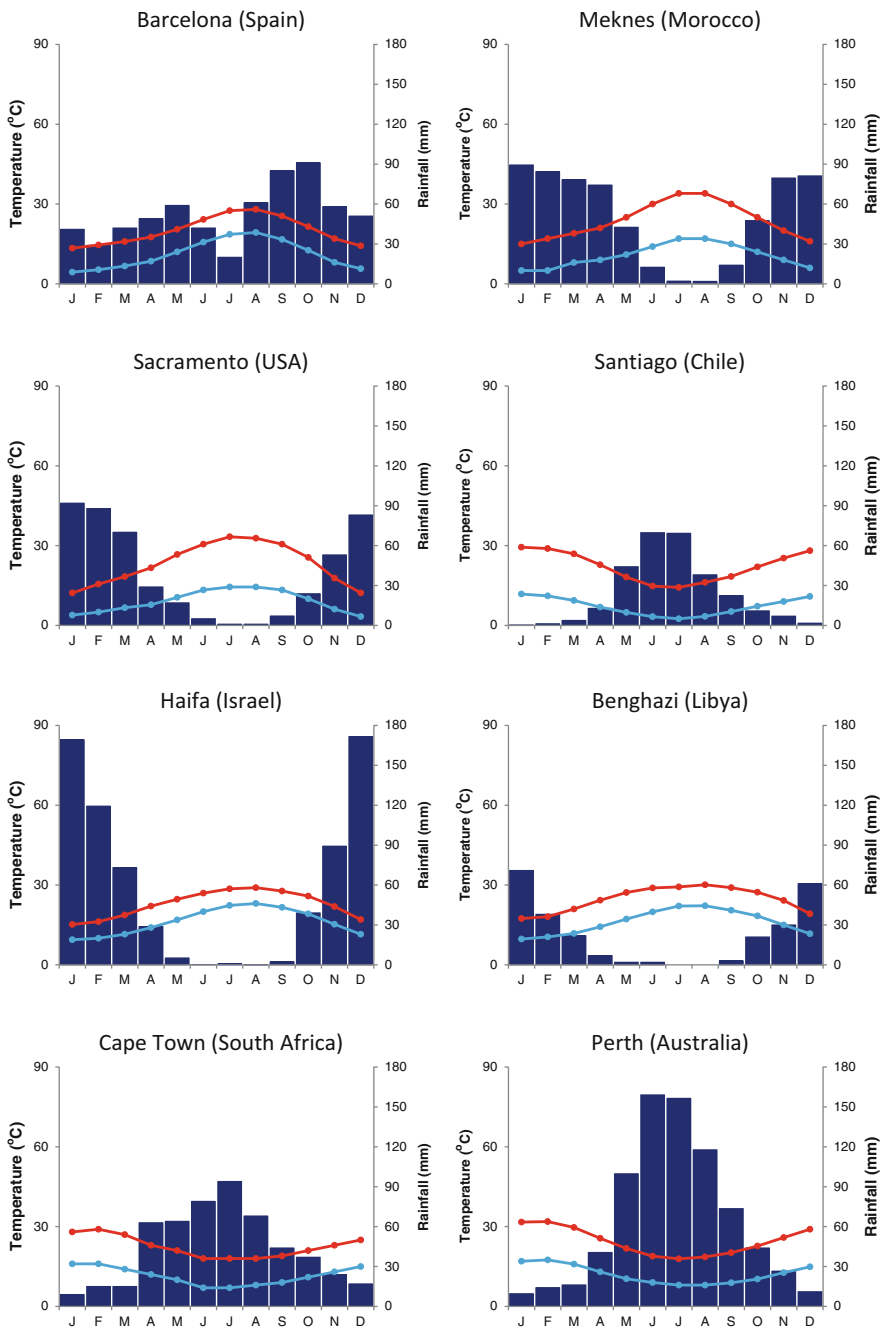 Barcelona (Spain)
90 180
150
60 120
90
30 60
30
0 0
J F M A M J J A S O N D
Temperature (°C)
Rainfall (mm)
Meknes (Morocco)
90 180
150
60 120
90
30 60
30
0 0
J F M A M J J A S O N D
Temperature (°C)
Rainfall (mm)
Sacramento (USA)
90 180
150
60 120
90
30 60
30
0 0
J F M A M J J A S O N D
Temperature (°C)
Rainfall (mm)
Santiago (Chile)
90 180
150
60 120
90
30 60
30
0 0
J F M A M J J A S O N D
Temperature (°C)
Rainfall (mm)
Haifa (Israel)
90 180
150
60 120
90
30 60
30
0 0
J F M A M J J A S O N D
Temperature (°C)
Rainfall (mm)
Benghazi (Libya)
90 180
150
60 120
90
30 60
30
0 0
J F M A M J J A S O N D
Temperature (°C)
Rainfall (mm)
Cape Town (South Africa)
90 180
150
60 120
90
30 60
30
0 0
J F M A M J J A S O N D
Temperature (°C)
Rainfall (mm)
Perth (Australia)
90 180
150
60 120
90
30 60
30
0 0
J F M A M J J A S O N D
Temperature (°C)
Rainfall (mm)